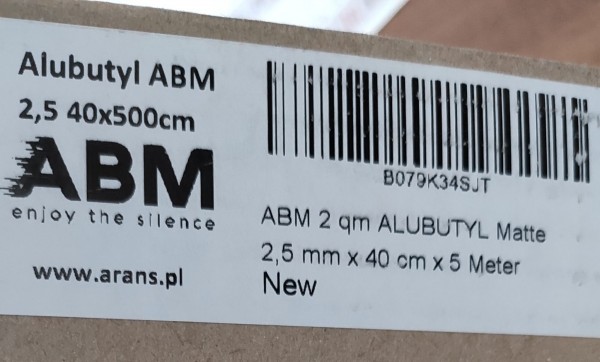 Alubutyl ABM
2,5 40x500cm
ABM
enjoy the silence
www.arans.pl
B079K34SJT
ABM 2 qm ALUBUTYL Matte
2,5 mm x 40 cm x 5 Meter
New